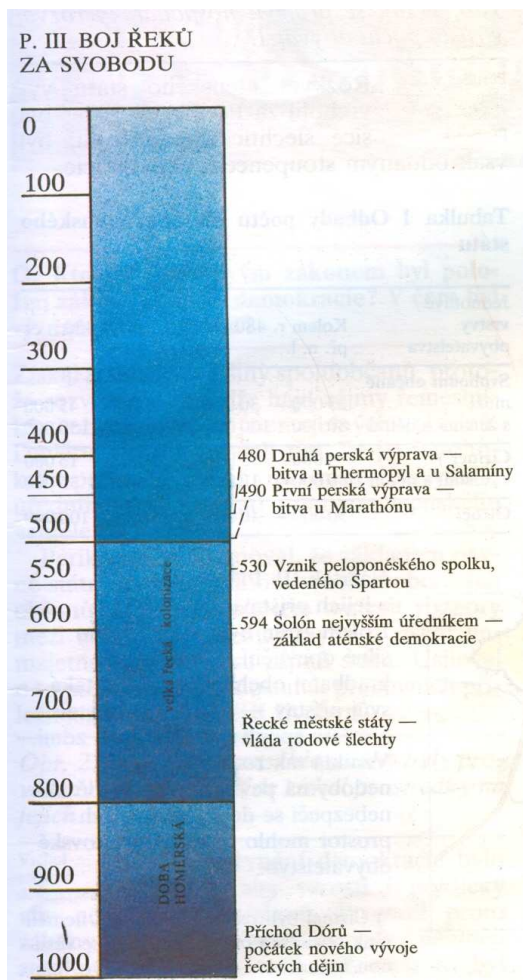 P. III BOJ ŘEKŮ
ZA SVOBODU
0
100
200
300
400
450
500
550
600
700
800
900
1000
480 Druhá perská výprava —
bitva u Thermopyl a u Salamíny
490 První perská výprava —
bitva u Marathónu
530 Vznik peloponéského spolku,
vedeného Spartou
594 Solón nejvyšším úředníkem —
základ aténské demokracie
velká řecká kolonizace
Řecké městské státy —
vláda rodové šlechty
DOBA
HOMÉRSKÁ
Příchod Dórů —
počátek nového vývoje
řeckých dějin